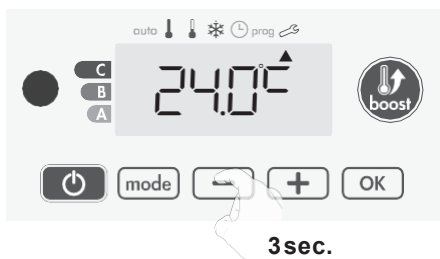 auto prog
C
24.0°C
B
A
boost
mode − + OK
3sec.